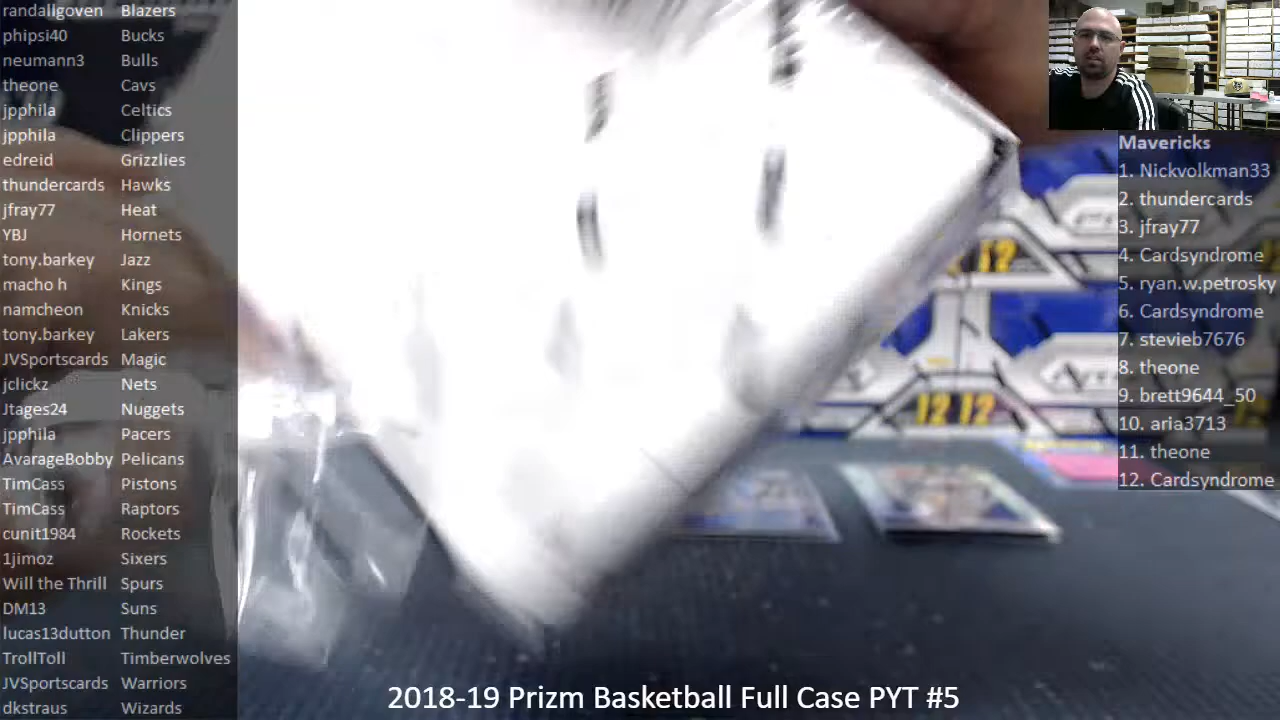 randallgoven Blazers
phipsi40 Bucks
neumann3 Bulls
theone Cavs
jpphila Celtics
jpphila Clippers
edreid Grizzlies
thundercards Hawks
jfray77 Heat
YBJ Hornets
tony.barkey Jazz
macho h Kings
namcheon Knicks
tony.barkey Lakers
JVSportscards Magic
jclickz Nets
Jtages24 Nuggets
jpphila Pacers
AvarageBobby Pelicans
TimCass Pistons
TimCass Raptors
cunit1984 Rockets
1jimoz Sixers
Will the Thrill Spurs
DM13 Suns
lucas13dutton Thunder
TrollToll Timberwolves
JVSportscards Warriors
dkstraus Wizards
Mavericks
1. Nickvolkman33
2. thundercards
3. jfray77
4. Cardsyndrome
5. ryan.w.petrosky
6. Cardsyndrome
7. stevieb7676
8. theone
9. brett9644_50
10. aria3713
11. theone
12. Cardsyndrome
12
12 12
2018-19 Prizm Basketball Full Case PYT #5